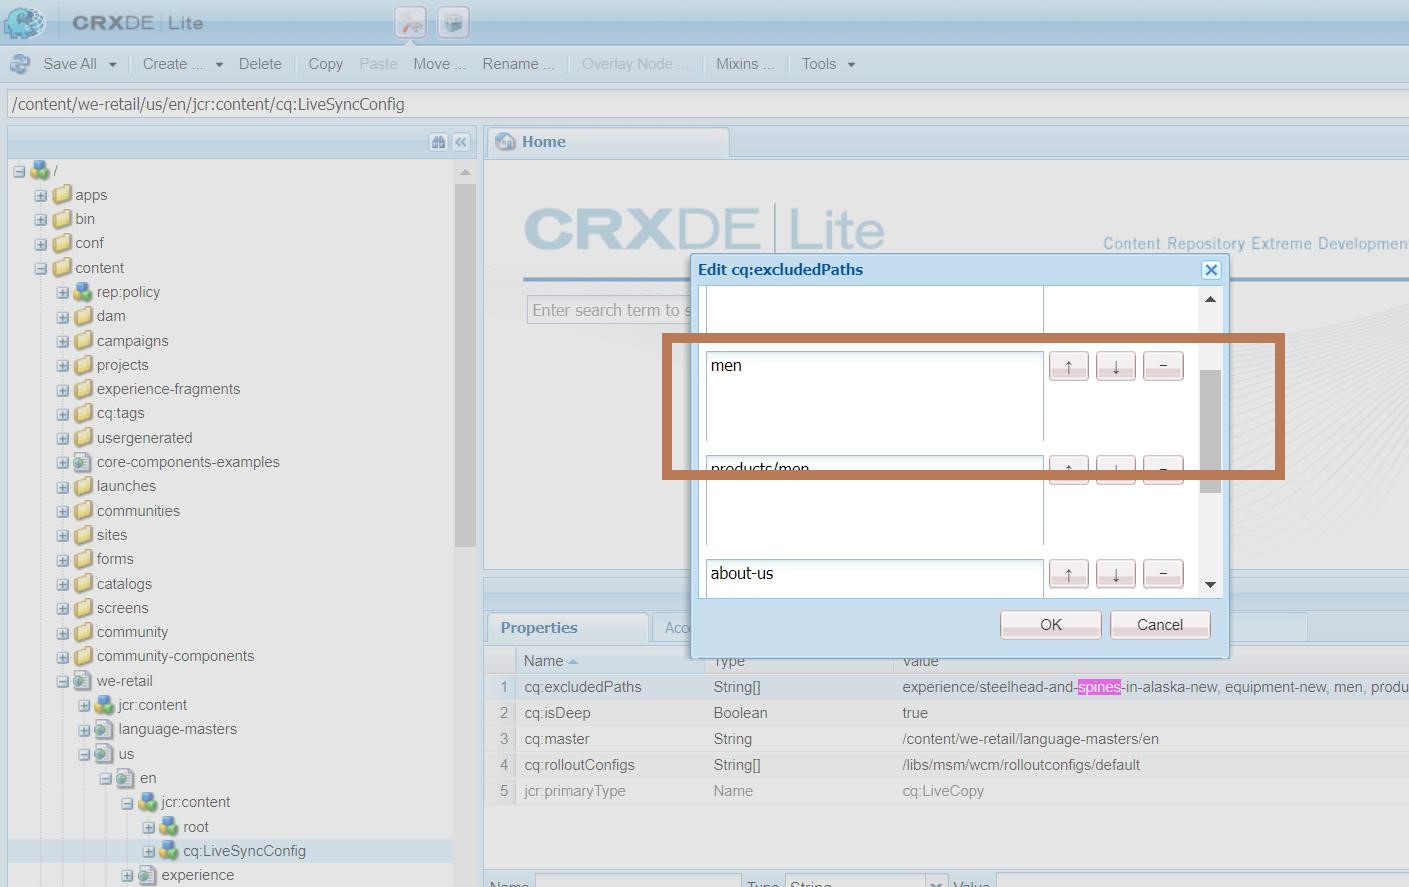 CRXDE | Lite
Save All Create ... Delete Copy Paste Move ... Rename ... Overlay Node ... Mixins ... Tools
/content/we-retail/us/en/jcr:content/cq:LiveSyncConfig
/
apps
bin
conf
content
rep:policy
dam
campaigns
projects
experience-fragments
cq:tags
usergenerated
core-components-examples
launches
communities
sites
forms
catalogs
screens
community
community-components
we-retail
jcr:content
language-masters
us
en
jcr:content
root
cq:LiveSyncConfig
experience
Home
CRXDE | Lite
Content Repository Extreme Developmen
Enter search term to s
Edit cq:excludedPaths
men
↑ ↓ -
products/men
↑ ↓ -
about-us
↑ ↓ -
OK Cancel
Properties Acc
Name Type Value
1 cq:excludedPaths String[] experience/steelhead-and-spines-in-alaska-new, equipment-new, men, produ
2 cq:isDeep Boolean true
3 cq:master String /content/we-retail/language-masters/en
4 cq:rolloutConfigs String[] /libs/msm/wcm/rolloutconfigs/default
5 jcr:primaryType Name cq:LiveCopy
Name Type String Value